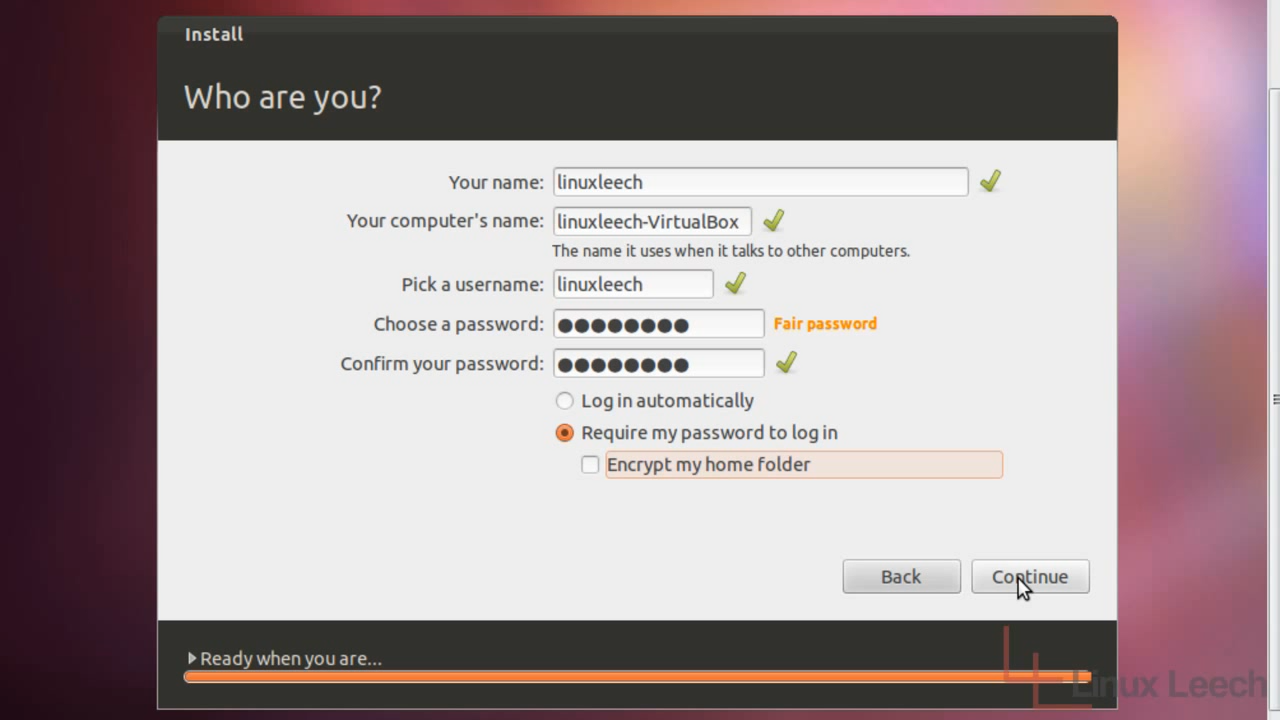 Install
Who are you?
Your name: linuxleech
Your computer's name: linuxleech-VirtualBox
The name it uses when it talks to other computers.
Pick a username: linuxleech
Choose a password: ●●●●●●●● Fair password
Confirm your password: ●●●●●●●●
Log in automatically
Require my password to log in
Encrypt my home folder
Back Continue
Ready when you are...
Linux Leech